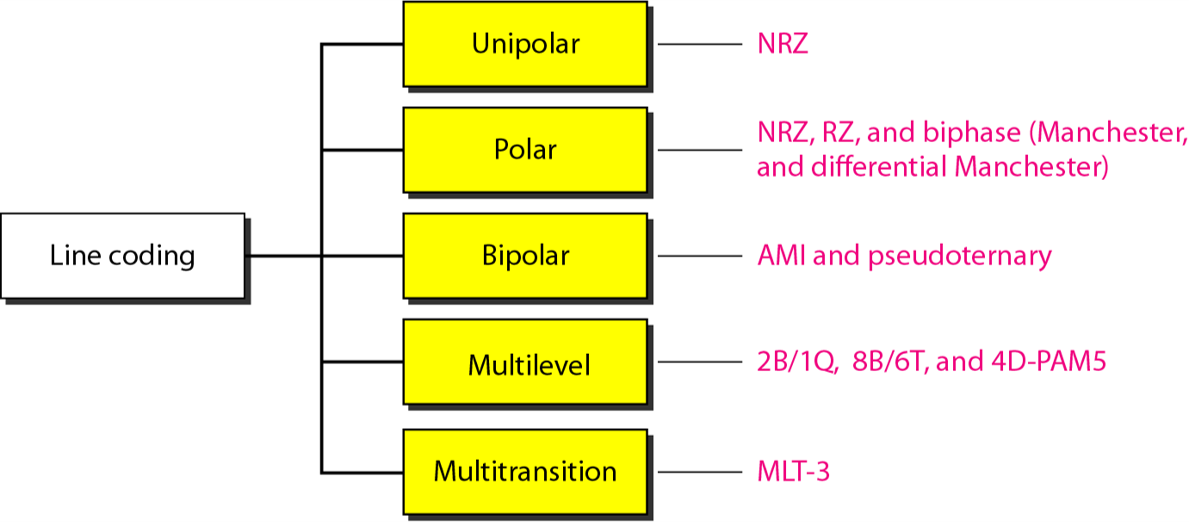 Line coding
Unipolar
NRZ
Polar
NRZ, RZ, and biphase (Manchester,
and differential Manchester)
Bipolar
AMI and pseudoternary
Multilevel
2B/1Q, 8B/6T, and 4D-PAM5
Multitransition
MLT-3